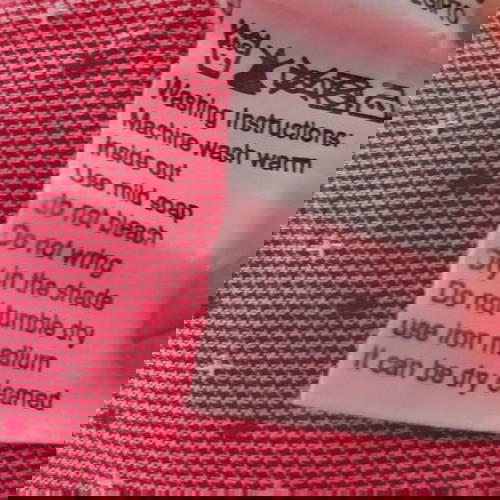 Washing Instructions:
Machine wash warm
Inside out
Use mild soap
Do not bleach
Do not wring
in the shade
Do not tumble dry
Use iron medium
It can be dry cleaned